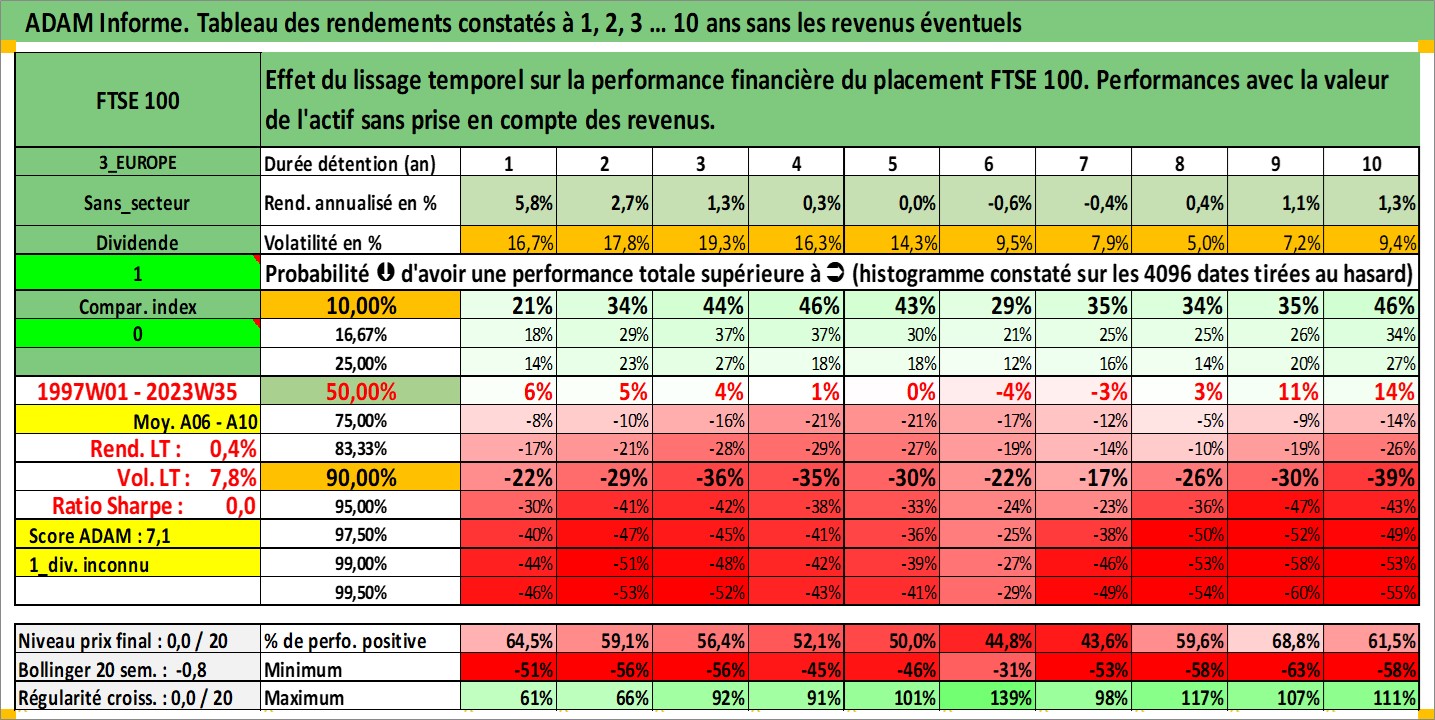 ADAM Informe. Tableau des rendements constatés à 1, 2, 3 ... 10 ans sans les revenus éventuels
FTSE 100
Effet du lissage temporel sur la performance financière du placement FTSE 100. Performances avec la valeur
de l'actif sans prise en compte des revenus.
3_EUROPE Durée détention (an) 1 2 3 4 5 6 7 8 9 10
Sans_secteur Rend. annualisé en % 5,8% 2,7% 1,3% 0,3% 0,0% -0,6% -0,4% 0,4% 1,1% 1,3%
Dividende Volatilité en % 16,7% 17,8% 19,3% 16,3% 14,3% 9,5% 7,9% 5,0% 7,2% 9,4%
1 Probabilité d'avoir une performance totale supérieure à (histogramme constaté sur les 4096 dates tirées au hasard)
Compar. index 10,00% 21% 34% 44% 46% 43% 29% 35% 34% 35% 46%
0 16,67% 18% 29% 37% 37% 30% 21% 25% 25% 26% 34%
25,00% 14% 23% 27% 18% 18% 12% 16% 14% 20% 27%
1997W01 - 2023W35 50,00% 6% 5% 4% 1% 0% -4% -3% 3% 11% 14%
Moy. A06 - A10 75,00% -8% -10% -16% -21% -21% -17% -12% -5% -9% -14%
Rend. LT : 0,4% 83,33% -17% -21% -28% -29% -27% -19% -14% -10% -19% -26%
Vol. LT : 7,8% 90,00% -22% -29% -36% -35% -30% -22% -17% -26% -30% -39%
Ratio Sharpe : 0,0 95,00% -30% -41% -42% -38% -33% -24% -23% -36% -47% -43%
Score ADAM : 7,1 97,50% -40% -47% -45% -41% -36% -25% -38% -50% -52% -49%
1_div. inconnu 99,00% -44% -51% -48% -42% -39% -27% -46% -53% -58% -53%
99,50% -46% -53% -52% -43% -41% -29% -49% -54% -60% -55%
Niveau prix final : 0,0 / 20 % de perfo. positive 64,5% 59,1% 56,4% 52,1% 50,0% 44,8% 43,6% 59,6% 68,8% 61,5%
Bollinger 20 sem. : -0,8 Minimum -51% -56% -56% -45% -46% -31% -53% -58% -63% -58%
Régularité croiss. : 0,0 / 20 Maximum 61% 66% 92% 91% 101% 139% 98% 117% 107% 111%